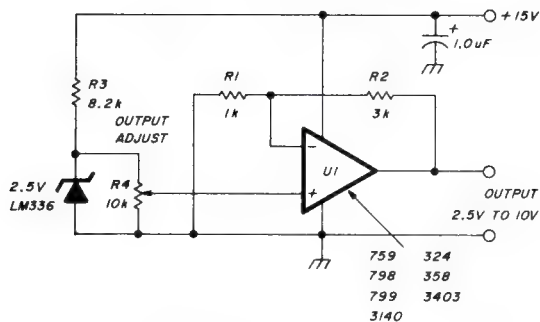 +15V
+
1.0uF
R3
8.2k
R1
1k
R2
3k
OUTPUT
ADJUST
2.5V
LM336
R4
10k
-
+
U1
OUTPUT
2.5V TO 10V
759 324
798 358
799 3403
3140